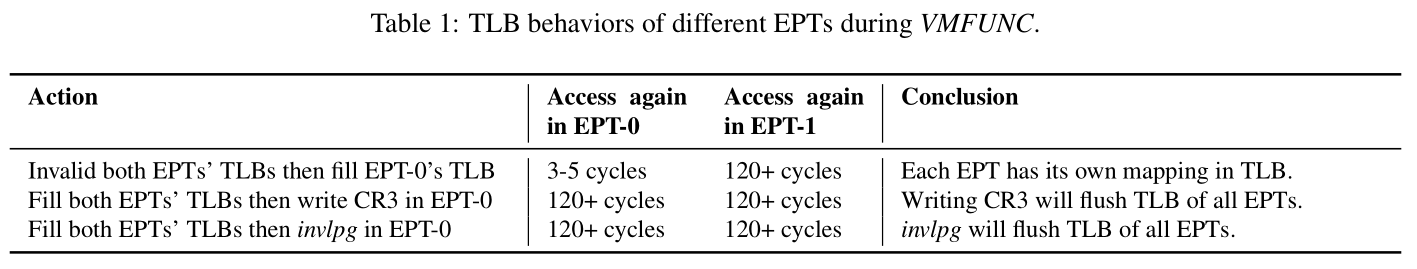 Table 1: TLB behaviors of different EPTs during VMFUNC.
Action Access again in EPT-0 Access again in EPT-1 Conclusion
Invalid both EPTs' TLBs then fill EPT-0's TLB 3-5 cycles 120+ cycles Each EPT has its own mapping in TLB.
Fill both EPTs' TLBs then write CR3 in EPT-0 120+ cycles 120+ cycles Writing CR3 will flush TLB of all EPTs.
Fill both EPTs' TLBs then invlpg in EPT-0 120+ cycles 120+ cycles invlpg will flush TLB of all EPTs.